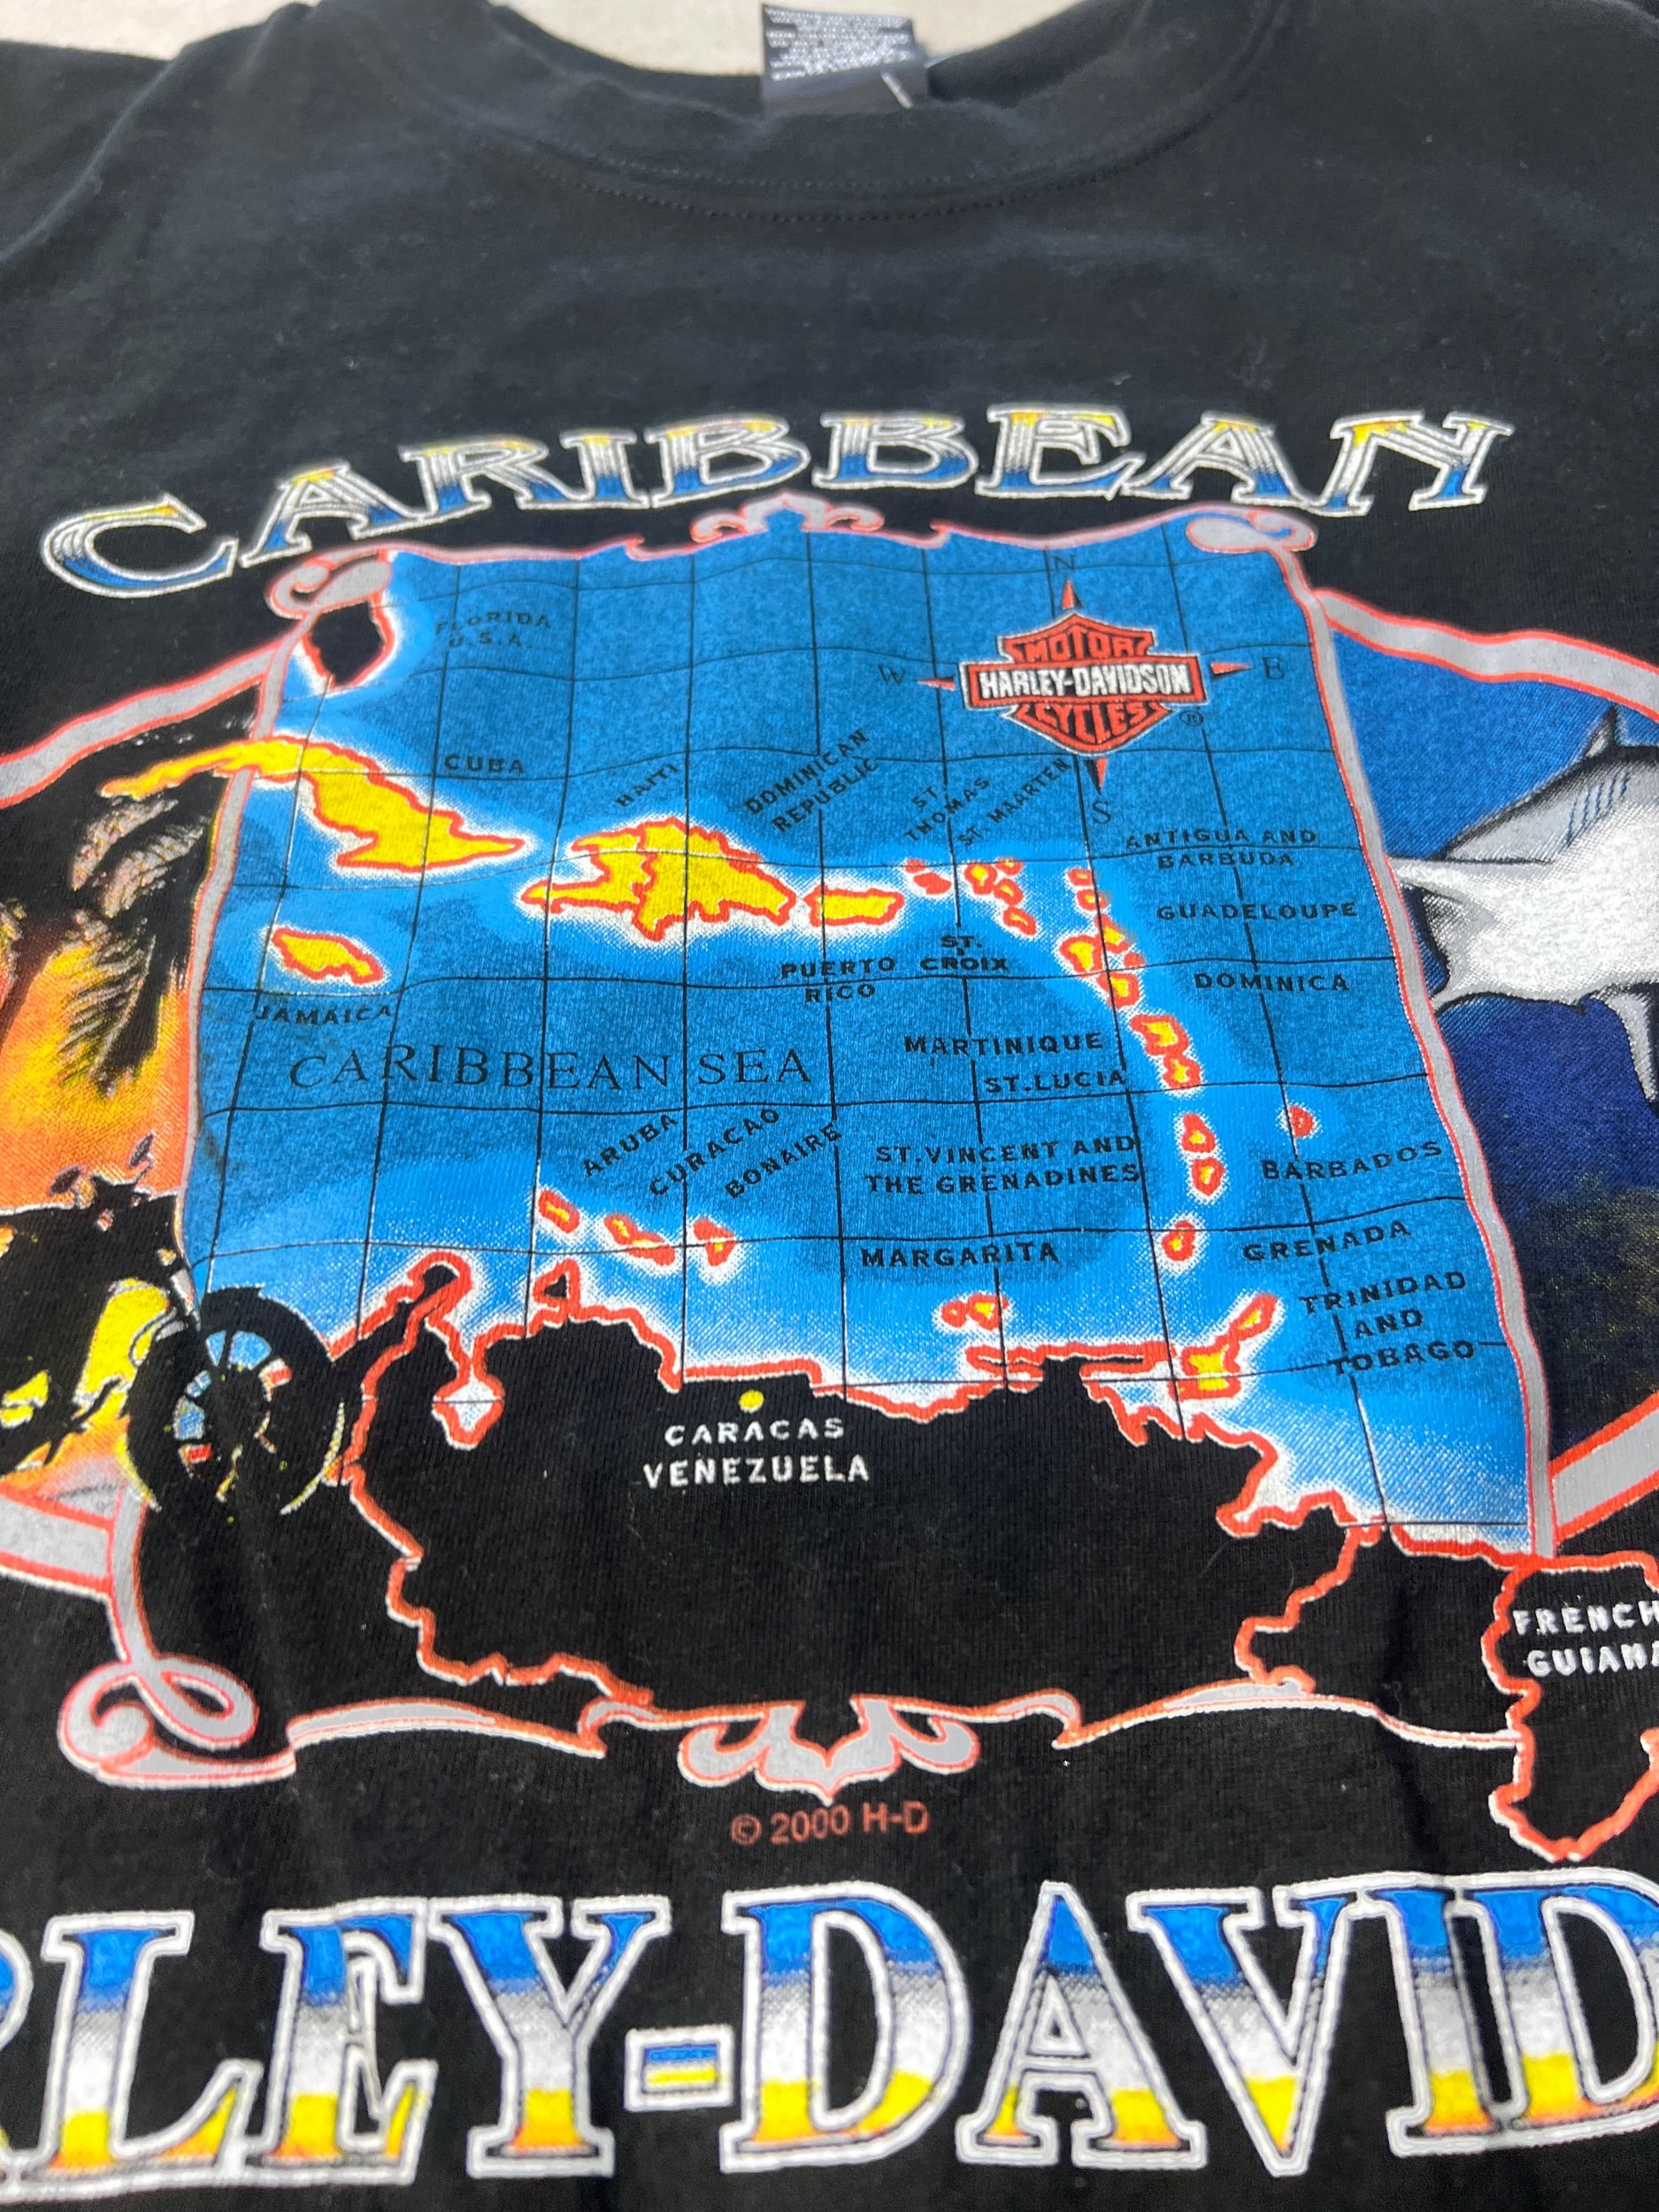 CARIBBEAN
N
FLORIDA
U.S.A
MOTOR
W
HARLEY-DAVIDSON
E
CYCLES
®
CUBA
HAITI
DOMINICAN
REPUBLIC
ST.
THOMAS
ST. MAARTEN
S
ANTIGUA AND
BARBUDA
GUADELOUPE
ST.
PUERTO
CROIX
RICO
DOMINICA
JAMAICA
MARTINIQUE
CARIBBEAN SEA
ST.LUCIA
ARUBA
CURACAO
BONAIRE
ST.VINCENT AND
THE GRENADINES
BARBADOS
MARGARITA
GRENADA
TRINIDAD
AND
TOBAGO
CARACAS
VENEZUELA
FRENCH
GUIANA
© 2000 H-D
RLEY-DAVID